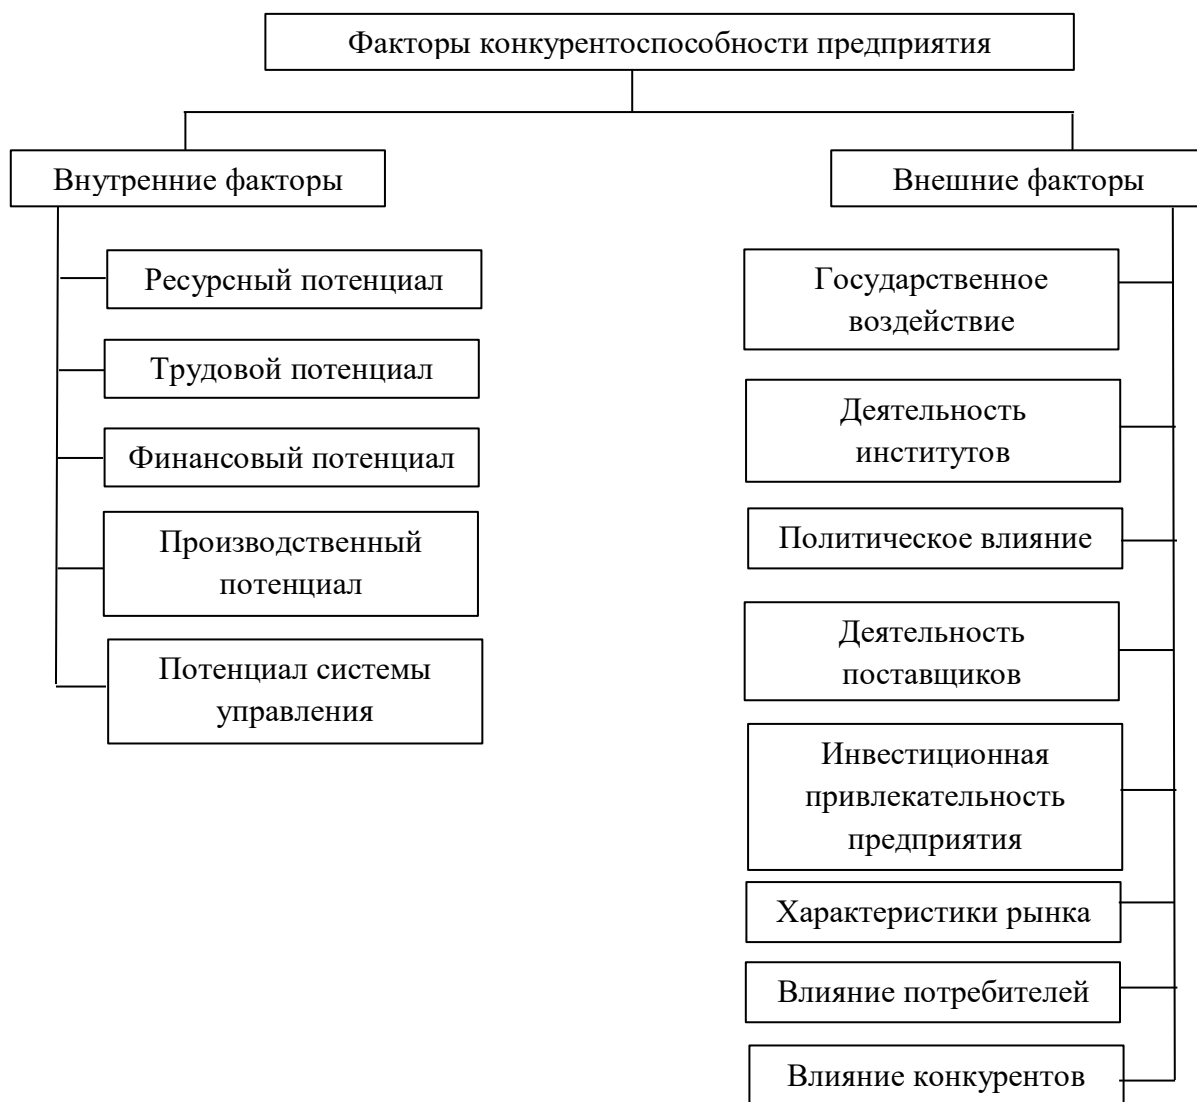 Факторы конкурентоспособности предприятия
Внутренние факторы
Ресурсный потенциал
Трудовой потенциал
Финансовый потенциал
Производственный
потенциал
Потенциал системы
управления
Внешние факторы
Государственное
воздействие
Деятельность
институтов
Политическое влияние
Деятельность
поставщиков
Инвестиционная
привлекательность
предприятия
Характеристики рынка
Влияние потребителей
Влияние конкурентов